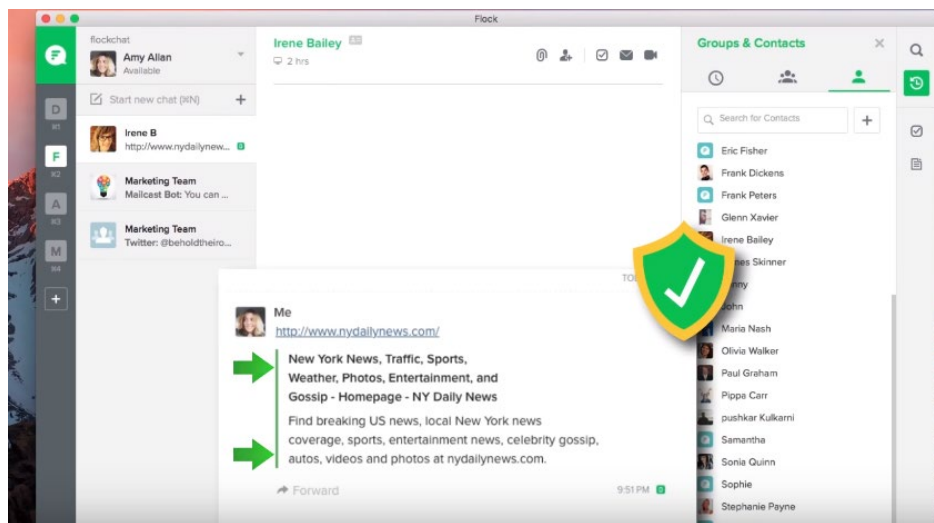 Flock
flockchat
Amy Allan
Available
Start new chat (⌘N) +
Irene B
http://www.nydailynew...
Marketing Team
Mailcast Bot: You can ...
Marketing Team
Twitter: @beholdtheiro...
D
⌘1
F
⌘2
A
⌘3
M
⌘4
+
Irene Bailey
2 hrs
Me
http://www.nydailynews.com/
New York News, Traffic, Sports,
Weather, Photos, Entertainment, and
Gossip - Homepage - NY Daily News
Find breaking US news, local New York news
coverage, sports, entertainment news, celebrity gossip,
autos, videos and photos at nydailynews.com.
Forward
9:51 PM
Groups & Contacts
Search for Contacts
+
Eric Fisher
Frank Dickens
Frank Peters
Glenn Xavier
Irene Bailey
Skinner
John
Maria Nash
Olivia Walker
Paul Graham
Pippa Carr
pushkar Kulkarni
Samantha
Sonia Quinn
Sophie
Stephanie Payne